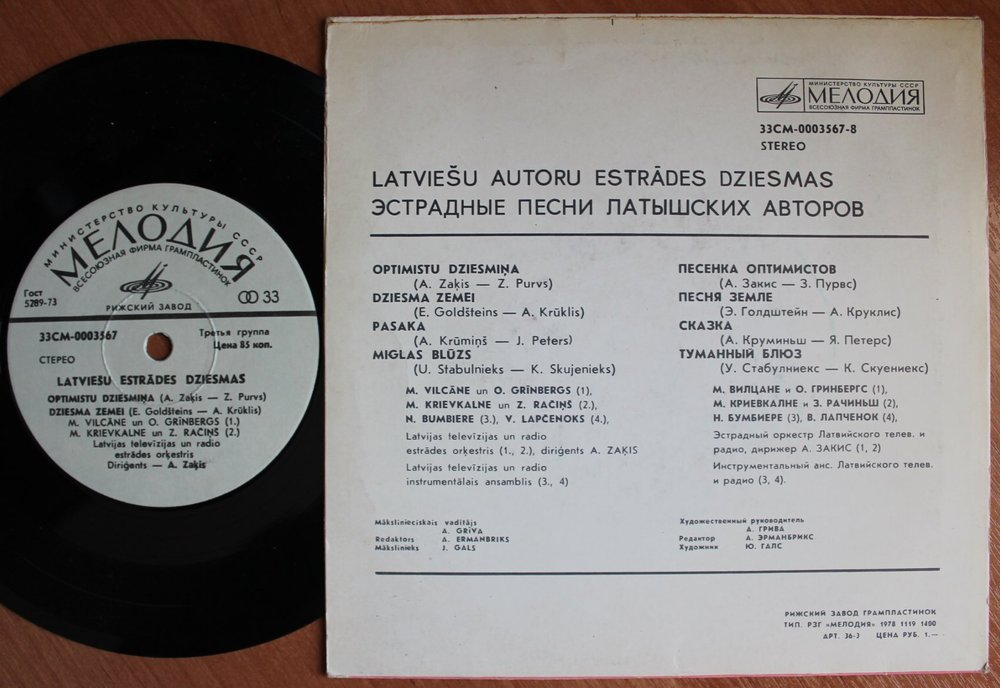 МИНИСТЕРСТВО КУЛЬТУРЫ СССР
МЕЛОДИЯ
ВСЕСОЮЗНАЯ ФИРМА ГРАМПЛАСТИНОК
Гост
5289-73
33
РИЖСКИЙ ЗАВОД
33СМ-0003567
Третья группа
Цена 85 коп.
СТЕРЕО
LATVIEŠU ESTRĀDES DZIESMAS
OPTIMISTU DZIESMIŅA (A. Zaķis — Z. Purvs)
DZIESMA ZEMEI (E. Goldšteins — A. Krūklis)
M. VILCĀNE un O. GRĪNBERGS (1.)
M. KRIEVKALNE un Z. RAČIŅŠ (2.)
Latvijas televīzijas un radio
estrādes orķestris
Diriģents — A. Zaķis
МИНИСТЕРСТВО КУЛЬТУРЫ СССР
МЕЛОДИЯ
ВСЕСОЮЗНАЯ ФИРМА ГРАМПЛАСТИНОК
33СМ-0003567-8
STEREO
LATVIEŠU AUTORU ESTRĀDES DZIESMAS
ЭСТРАДНЫЕ ПЕСНИ ЛАТЫШСКИХ АВТОРОВ
OPTIMISTU DZIESMIŅA
(A. Zaķis — Z. Purvs)
DZIESMA ZEMEI
(E. Goldšteins — A. Krūklis)
PASAKA
(A. Krūmiņš — J. Peters)
MIGLAS BLŪZS
(U. Stabulnieks — K. Skujenieks)
M. VILCĀNE un O. GRĪNBERGS (1),
M. KRIEVKALNE un Z. RAČIŅŠ (2.),
N. BUMBIERE (3.), V. LAPČENOKS (4.),
Latvijas televīzijas un radio
estrādes orķestris (1., 2.), diriģents A. ZAĶIS
Latvijas televīzijas un radio
instrumentālais ansamblis (3., 4)
Mākslinieciskais vadītājs
A. GRĪVA
Redaktors A. ERMANBRIKS
Mākslinieks J. GALS
ПЕСЕНКА ОПТИМИСТОВ
(А. Закис — З. Пурвс)
ПЕСНЯ ЗЕМЛЕ
(Э. Голдштейн — А. Круклис)
СКАЗКА
(А. Круминьш — Я. Петерс)
ТУМАННЫЙ БЛЮЗ
(У. Стабулниекс — К. Скуениекс)
М. ВИЛЦАНЕ и О. ГРИНБЕРГС (1),
М. КРИЕВКАЛНЕ и З. РАЧИНЬШ (2),
Н. БУМБИЕРЕ (3), В. ЛАПЧЕНОК (4)
Эстрадный оркестр Латвийского телев. и
радио, дирижер А. ЗАКИС (1, 2)
Инструментальный анс. Латвийского телев.
и радио (3, 4).
Художественный руководитель
А. ГРИВА
Редактор А. ЭРМАНБРИКС
Художник Ю. ГАЛС
РИЖСКИЙ ЗАВОД ГРАМПЛАСТИНОК
ТИП. РЗГ «МЕЛОДИЯ» 1978 1119 1400
АРТ. 36-3 ЦЕНА РУБ. 1.—